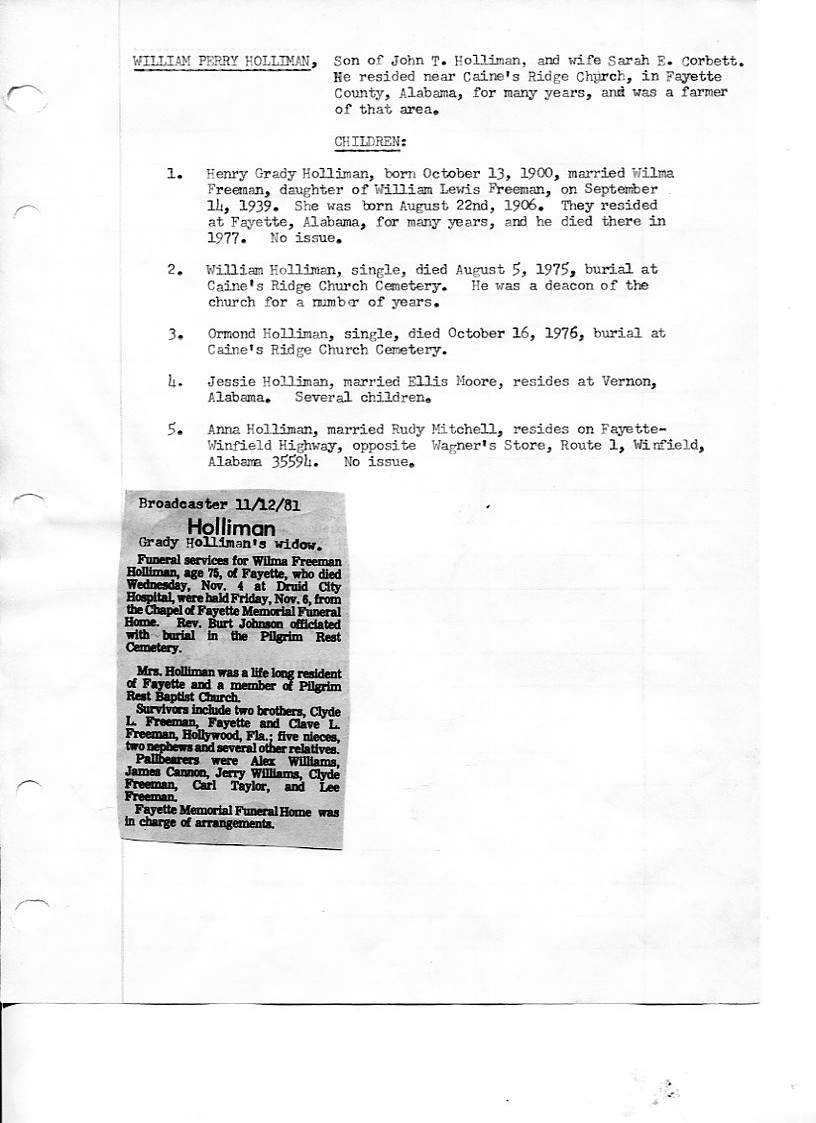 WILLIAM PERRY HOLLIMAN, Son of John T. Holliman, and wife Sarah E. Corbett.
He resided near Caine's Ridge Church, in Fayette
County, Alabama, for many years, and was a farmer
of that area.
CHILDREN:
1. Henry Grady Holliman, born October 13, 1900, married Wilma
Freeman, daughter of William Lewis Freeman, on September
14, 1939. She was born August 22nd, 1906. They resided
at Fayette, Alabama, for many years, and he died there in
1977. No issue.
2. William Holliman, single, died August 5, 1975, burial at
Caine's Ridge Church Cemetery. He was a deacon of the
church for a number of years.
3. Ormond Holliman, single, died October 16, 1976, burial at
Caine's Ridge Church Cemetery.
4. Jessie Holliman, married Ellis Moore, resides at Vernon,
Alabama. Several children.
5. Anna Holliman, married Rudy Mitchell, resides on Fayette-
Winfield Highway, opposite Wagner's Store, Route 1, Winfield,
Alabama 35594. No issue.
Broadcaster 11/12/81
Holliman
Grady Holliman's widow.
Funeral services for Wilma Freeman
Holliman, age 75, of Fayette, who died
Wednesday, Nov. 4 at Druid City
Hospital, were held Friday, Nov. 6, from
the Chapel of Fayette Memorial Funeral
Home. Rev. Burt Johnson officiated
with burial in the Pilgrim Rest
Cemetery.
Mrs. Holliman was a life long resident
of Fayette and a member of Pilgrim
Rest Baptist Church.
Survivors include two brothers, Clyde
L. Freeman, Fayette and Clave L.
Freeman, Hollywood, Fla.; five nieces,
two nephews and several other relatives.
Pallbearers were Alex Williams,
James Cannon, Jerry Williams, Clyde
Freeman, Carl Taylor, and Lee
Freeman.
Fayette Memorial Funeral Home was
in charge of arrangements.